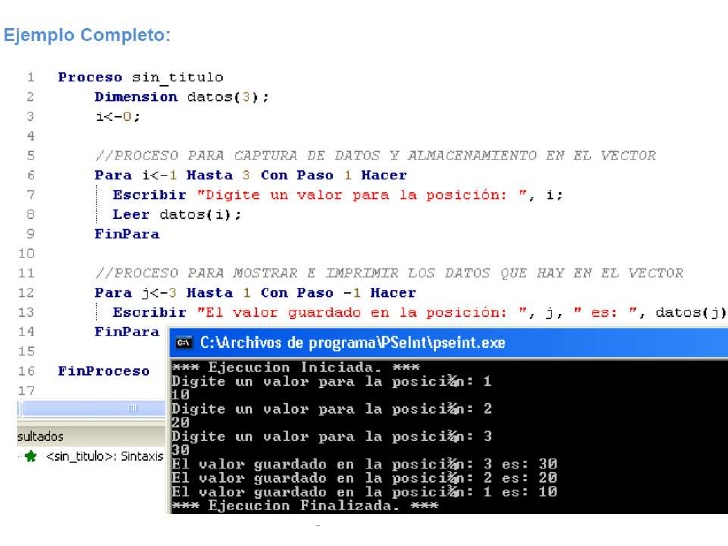 Ejemplo Completo:
1 Proceso sin_titulo
2 Dimension datos(3);
3 i<-0;
4
5 //PROCESO PARA CAPTURA DE DATOS Y ALMACENAMIENTO EN EL VECTOR
6 Para i<-1 Hasta 3 Con Paso 1 Hacer
7 Escribir "Digite un valor para la posición: ", i;
8 Leer datos(i);
9 FinPara
10
11 //PROCESO PARA MOSTRAR E IMPRIMIR LOS DATOS QUE HAY EN EL VECTOR
12 Para j<-3 Hasta 1 Con Paso -1 Hacer
13 Escribir "El valor guardado en la posición: ", j, " es: ", datos(j)
14 FinPara
15
16 FinProceso
17
sultados
<sin_titulo>: Sintaxis
C:\Archivos de programa\PSeInt\pseint.exe
*** Ejecucion Iniciada. ***
Digite un valor para la posici¾n: 1
10
Digite un valor para la posici¾n: 2
20
Digite un valor para la posici¾n: 3
30
El valor guardado en la posici¾n: 3 es: 30
El valor guardado en la posici¾n: 2 es: 20
El valor guardado en la posici¾n: 1 es: 10
*** Ejecucion Finalizada. ***